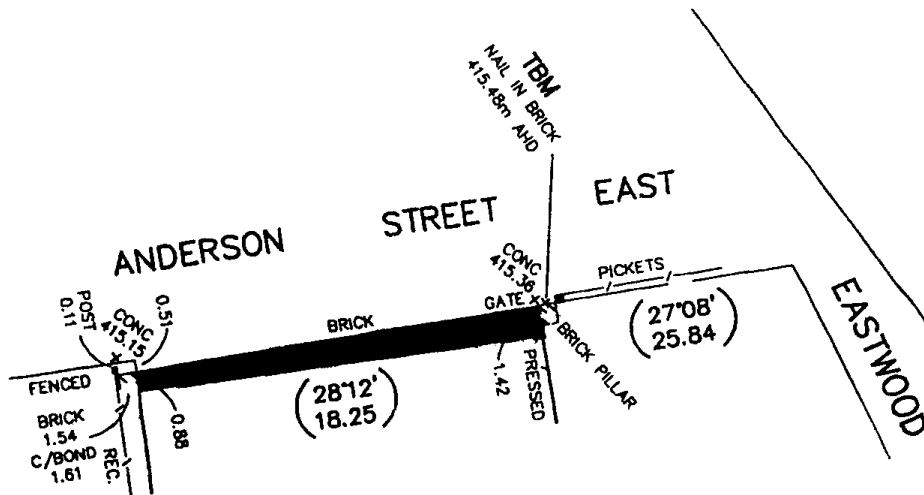 TBM
NAIL IN BRICK
415.48m AHD
ANDERSON STREET EAST
EASTWOOD
CONC
415.36
GATE
PICKETS
BRICK
BRICK PILLAR
(27°08'
25.84)
POST
0.11
CONC
415.15
0.51
FENCED
(28°12'
18.25)
1.42
PRESSED
BRICK
1.54
C/BOND
1.61
REC.
0.88